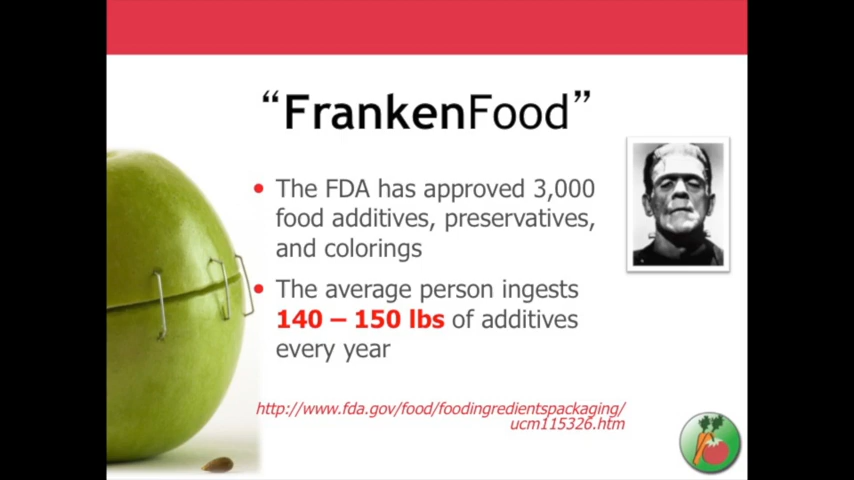 “FrankenFood”
• The FDA has approved 3,000
food additives, preservatives,
and colorings
• The average person ingests
140 – 150 lbs of additives
every year
http://www.fda.gov/food/foodingredientspackaging/
ucm115326.htm